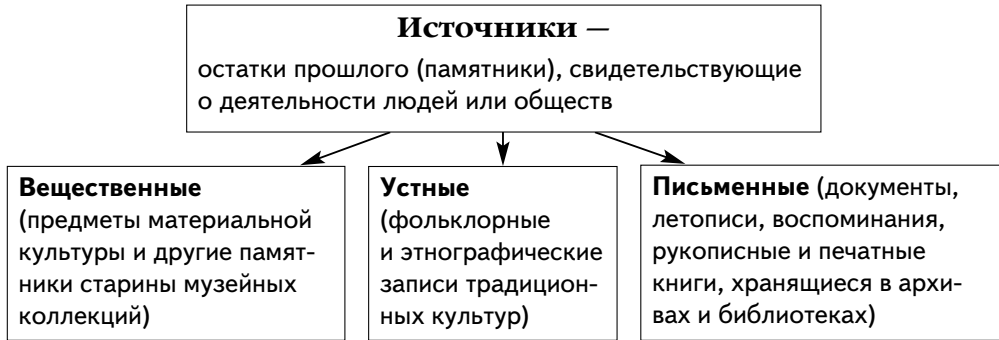 Источники —
остатки прошлого (памятники), свидетельствующие
о деятельности людей или обществ
Вещественные
(предметы материальной
культуры и другие памят-
ники старины музейных
коллекций)
Устные
(фольклорные
и этнографические
записи традицион-
ных культур)
Письменные (документы,
летописи, воспоминания,
рукописные и печатные
книги, хранящиеся в архи-
вах и библиотеках)